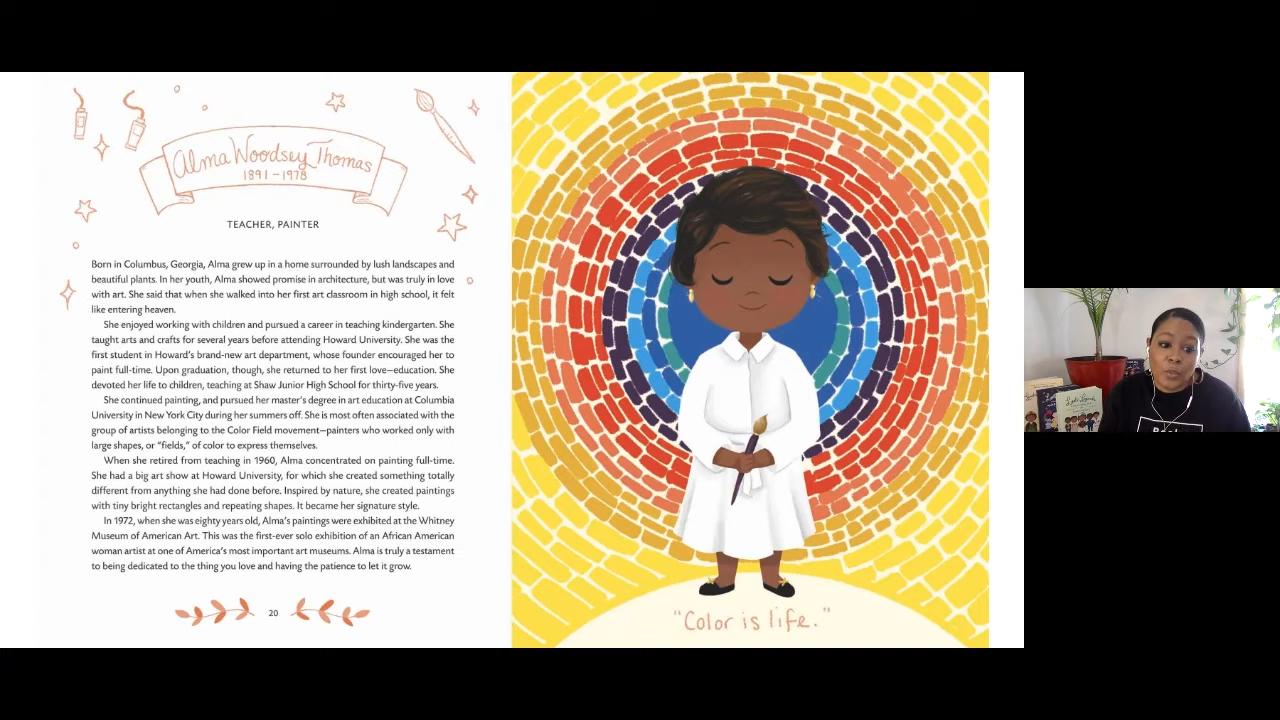 Alma Woodsey Thomas
1891–1978
TEACHER, PAINTER
Born in Columbus, Georgia, Alma grew up in a home surrounded by lush landscapes and
beautiful plants. In her youth, Alma showed promise in architecture, but was truly in love
with art. She said that when she walked into her first art classroom in high school, it felt
like entering heaven.
She enjoyed working with children and pursued a career in teaching kindergarten. She
taught arts and crafts for several years before attending Howard University. She was the
first student in Howard's brand-new art department, whose founder encouraged her to
paint full-time. Upon graduation, though, she returned to her first love—education. She
devoted her life to children, teaching at Shaw Junior High School for thirty-five years.
She continued painting, and pursued her master's degree in art education at Columbia
University in New York City during her summers off. She is most often associated with the
group of artists belonging to the Color Field movement—painters who worked only with
large shapes, or "fields," of color to express themselves.
When she retired from teaching in 1960, Alma concentrated on painting full-time.
She had a big art show at Howard University, for which she created something totally
different from anything she had done before. Inspired by nature, she created paintings
with tiny bright rectangles and repeating shapes. It became her signature style.
In 1972, when she was eighty years old, Alma's paintings were exhibited at the Whitney
Museum of American Art. This was the first-ever solo exhibition of an African American
woman artist at one of America's most important art museums. Alma is truly a testament
to being dedicated to the thing you love and having the patience to let it grow.
20
"Color is life."